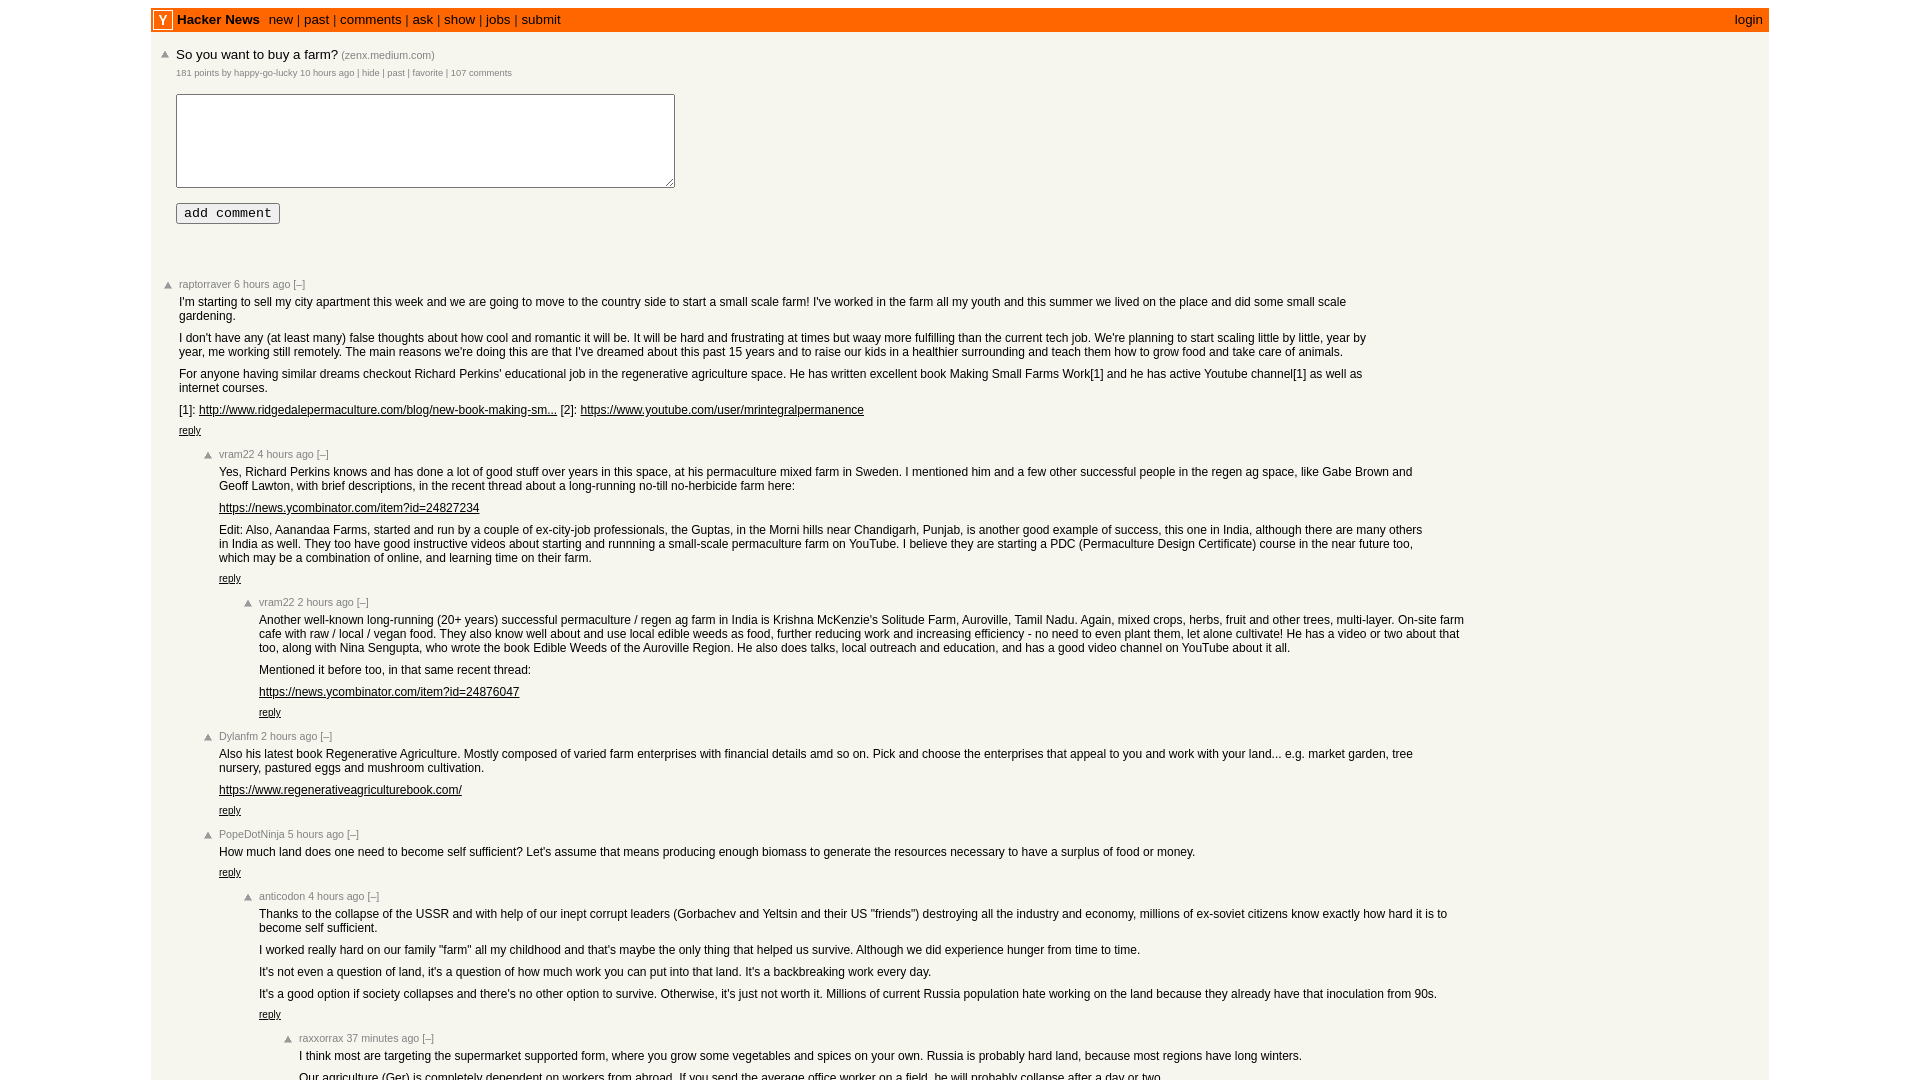 Y Hacker News new | past | comments | ask | show | jobs | submit login
So you want to buy a farm? (zenx.medium.com)
181 points by happy-go-lucky 10 hours ago | hide | past | favorite | 107 comments
add comment
raptorraver 6 hours ago [–]
I'm starting to sell my city apartment this week and we are going to move to the country side to start a small scale farm! I've worked in the farm all my youth and this summer we lived on the place and did some small scale
gardening.
I don't have any (at least many) false thoughts about how cool and romantic it will be. It will be hard and frustrating at times but waay more fulfilling than the current tech job. We're planning to start scaling little by little, year by
year, me working still remotely. The main reasons we're doing this are that I've dreamed about this past 15 years and to raise our kids in a healthier surrounding and teach them how to grow food and take care of animals.
For anyone having similar dreams checkout Richard Perkins' educational job in the regenerative agriculture space. He has written excellent book Making Small Farms Work[1] and he has active Youtube channel[1] as well as
internet courses.
[1]: http://www.ridgedalepermaculture.com/blog/new-book-making-sm... [2]: https://www.youtube.com/user/mrintegralpermanence
reply
vram22 4 hours ago [–]
Yes, Richard Perkins knows and has done a lot of good stuff over years in this space, at his permaculture mixed farm in Sweden. I mentioned him and a few other successful people in the regen ag space, like Gabe Brown and
Geoff Lawton, with brief descriptions, in the recent thread about a long-running no-till no-herbicide farm here:
https://news.ycombinator.com/item?id=24827234
Edit: Also, Aanandaa Farms, started and run by a couple of ex-city-job professionals, the Guptas, in the Morni hills near Chandigarh, Punjab, is another good example of success, this one in India, although there are many others
in India as well. They too have good instructive videos about starting and runnning a small-scale permaculture farm on YouTube. I believe they are starting a PDC (Permaculture Design Certificate) course in the near future too,
which may be a combination of online, and learning time on their farm.
reply
vram22 2 hours ago [–]
Another well-known long-running (20+ years) successful permaculture / regen ag farm in India is Krishna McKenzie's Solitude Farm, Auroville, Tamil Nadu. Again, mixed crops, herbs, fruit and other trees, multi-layer. On-site farm
cafe with raw / local / vegan food. They also know well about and use local edible weeds as food, further reducing work and increasing efficiency - no need to even plant them, let alone cultivate! He has a video or two about that
too, along with Nina Sengupta, who wrote the book Edible Weeds of the Auroville Region. He also does talks, local outreach and education, and has a good video channel on YouTube about it all.
Mentioned it before too, in that same recent thread:
https://news.ycombinator.com/item?id=24876047
reply
Dylanfm 2 hours ago [–]
Also his latest book Regenerative Agriculture. Mostly composed of varied farm enterprises with financial details amd so on. Pick and choose the enterprises that appeal to you and work with your land... e.g. market garden, tree
nursery, pastured eggs and mushroom cultivation.
https://www.regenerativeagriculturebook.com/
reply
PopeDotNinja 5 hours ago [–]
How much land does one need to become self sufficient? Let's assume that means producing enough biomass to generate the resources necessary to have a surplus of food or money.
reply
anticodon 4 hours ago [–]
Thanks to the collapse of the USSR and with help of our inept corrupt leaders (Gorbachev and Yeltsin and their US "friends") destroying all the industry and economy, millions of ex-soviet citizens know exactly how hard it is to
become self sufficient.
I worked really hard on our family "farm" all my childhood and that's maybe the only thing that helped us survive. Although we did experience hunger from time to time.
It's not even a question of land, it's a question of how much work you can put into that land. It's a backbreaking work every day.
It's a good option if society collapses and there's no other option to survive. Otherwise, it's just not worth it. Millions of current Russia population hate working on the land because they already have that inoculation from 90s.
reply
raxxorrax 37 minutes ago [–]
I think most are targeting the supermarket supported form, where you grow some vegetables and spices on your own. Russia is probably hard land, because most regions have long winters.
Our agriculture (Ger) is completely dependent on workers from abroad. If you send the average office worker on a field, he will probably collapse after a day or two.